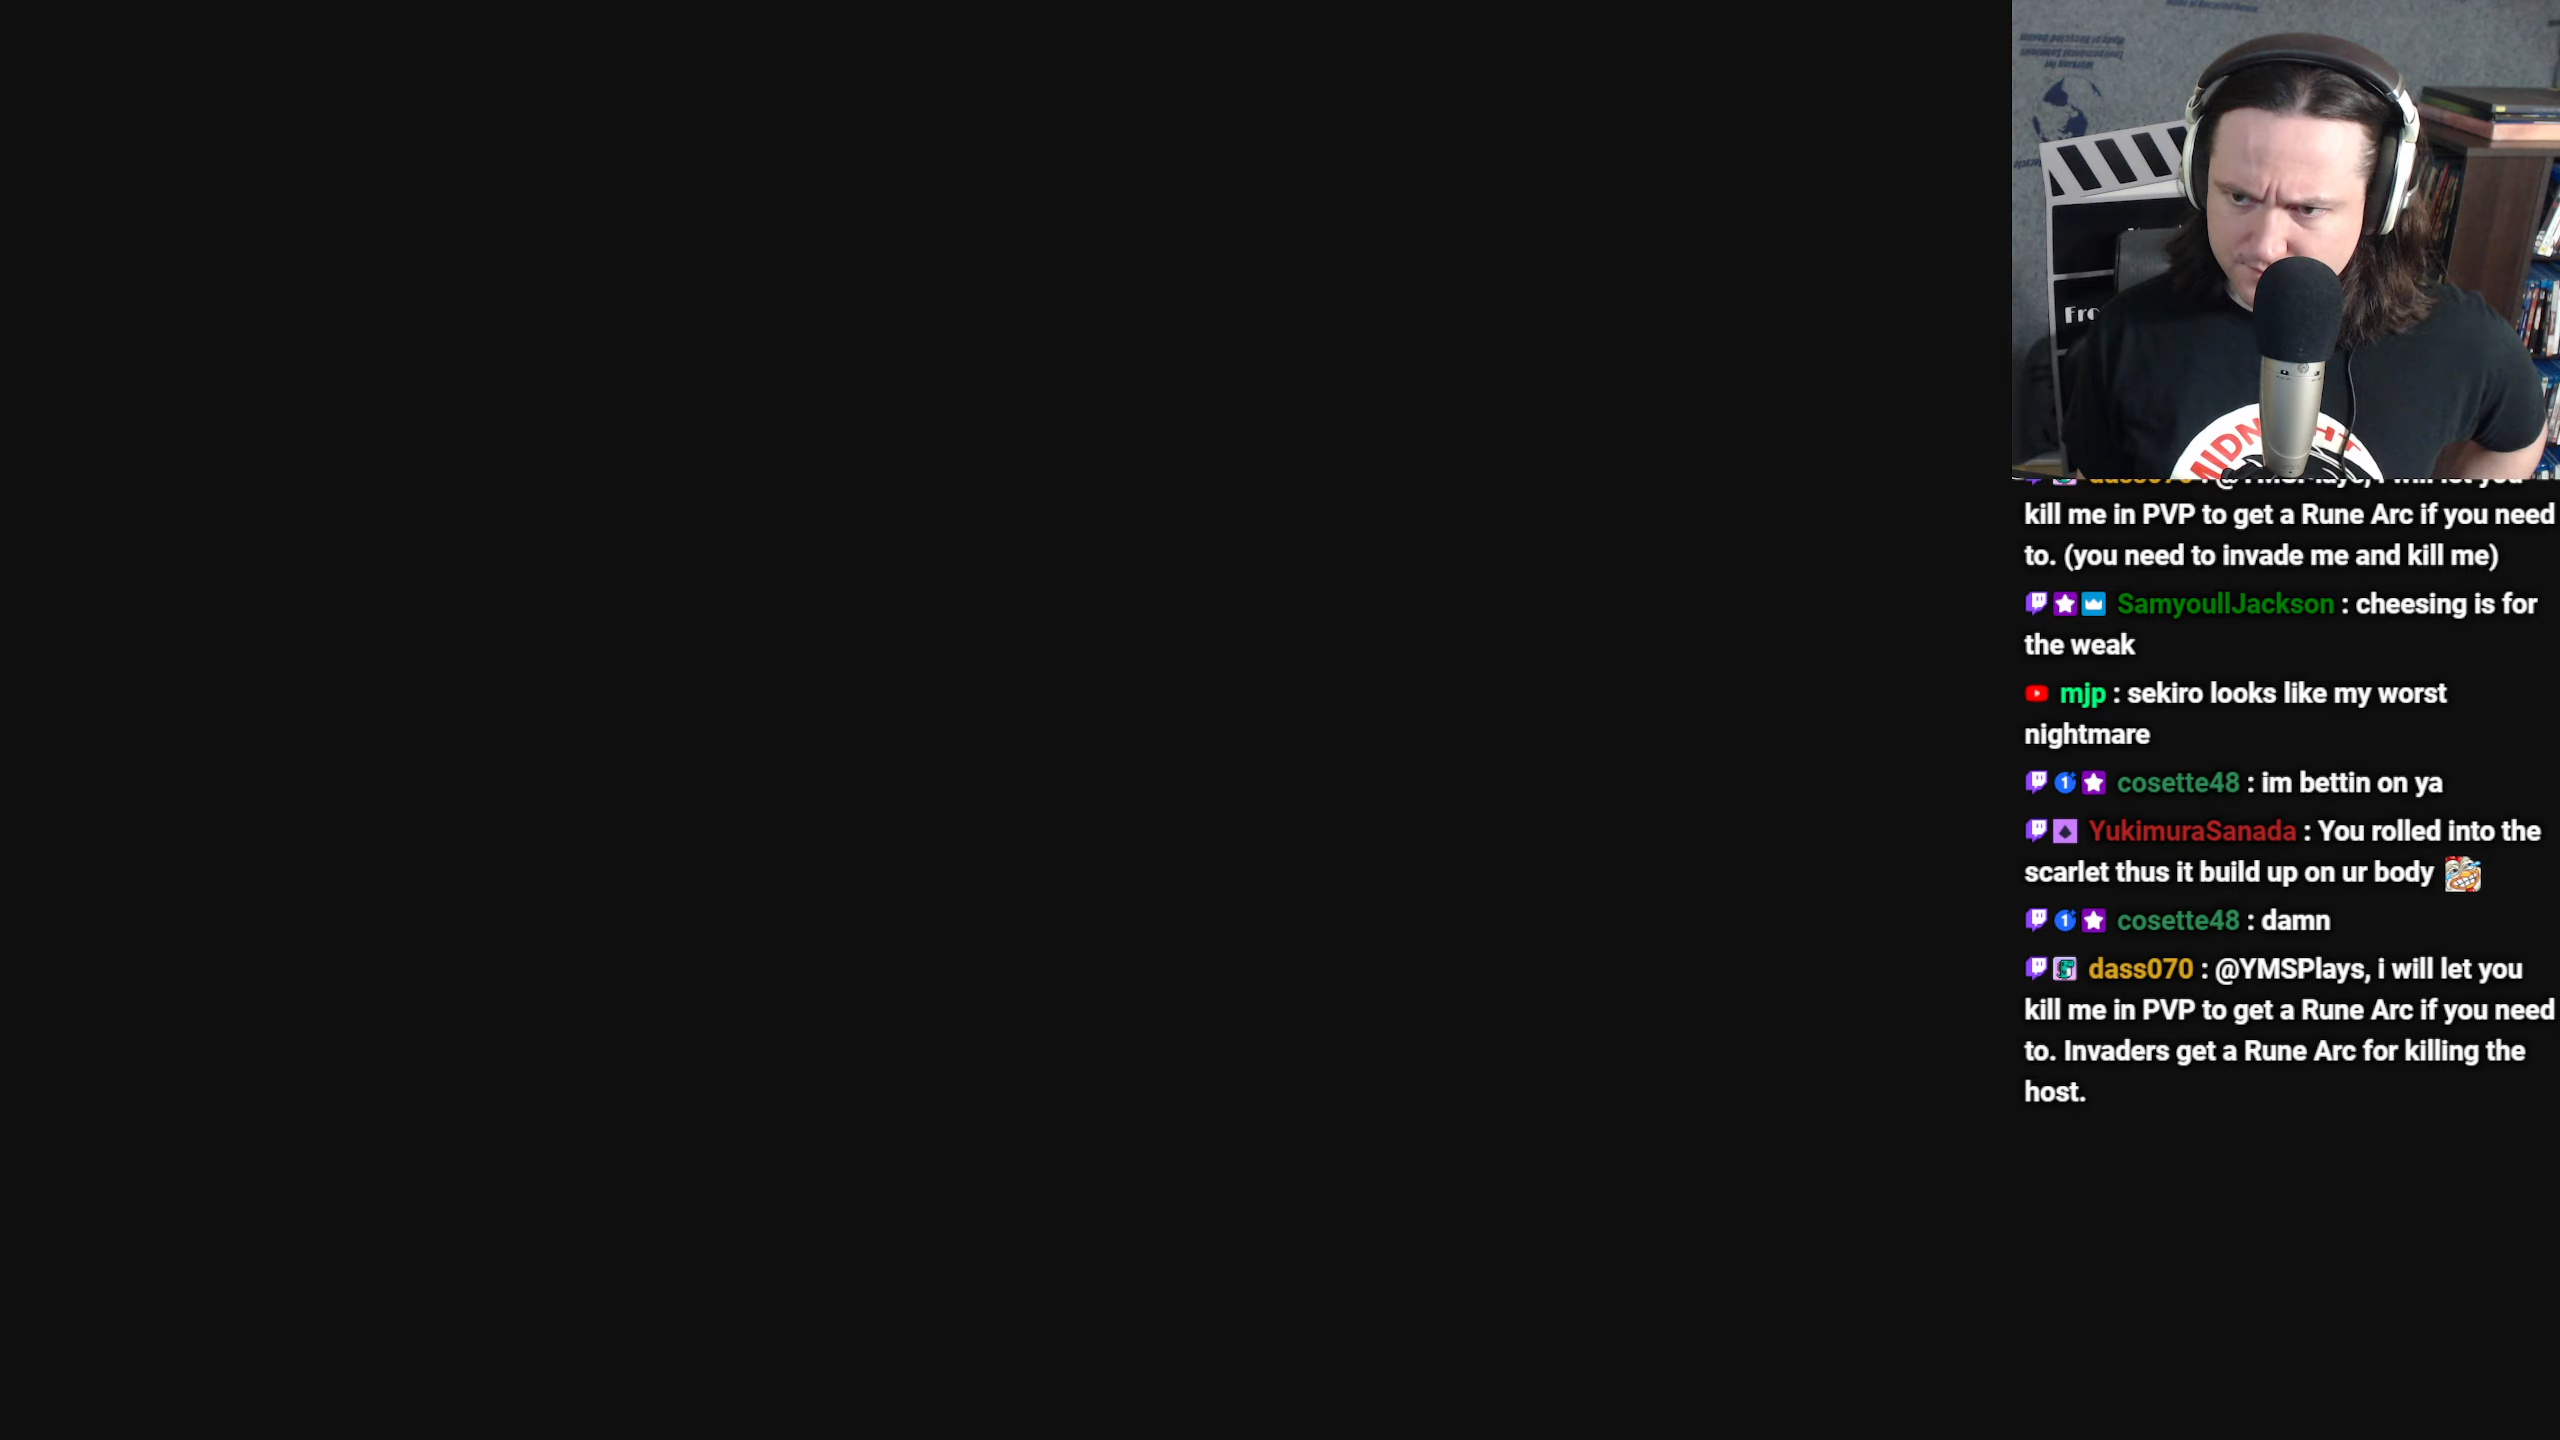 Fro
MIDN HT
kill me in PVP to get a Rune Arc if you need
to. (you need to invade me and kill me)
SamyoullJackson : cheesing is for
the weak
mjp : sekiro looks like my worst
nightmare
cosette48 : im bettin on ya
YukimuraSanada : You rolled into the
scarlet thus it build up on ur body
cosette48 : damn
dass070 : @YMSPlays, i will let you
kill me in PVP to get a Rune Arc if you need
to. Invaders get a Rune Arc for killing the
host.